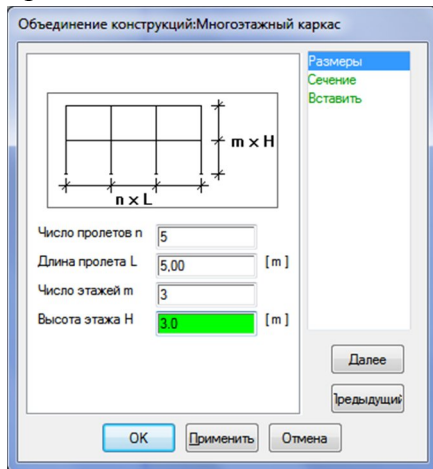 Объединение конструкций:Многоэтажный каркас
Размеры
Сечение
Вставить
m x H
n x L
Число пролетов n 5
Длина пролета L 5,00 [ m ]
Число этажей m 3
Высота этажа H 3.0 [ m ]
Далее
Предыдущий
OK Применить Отмена